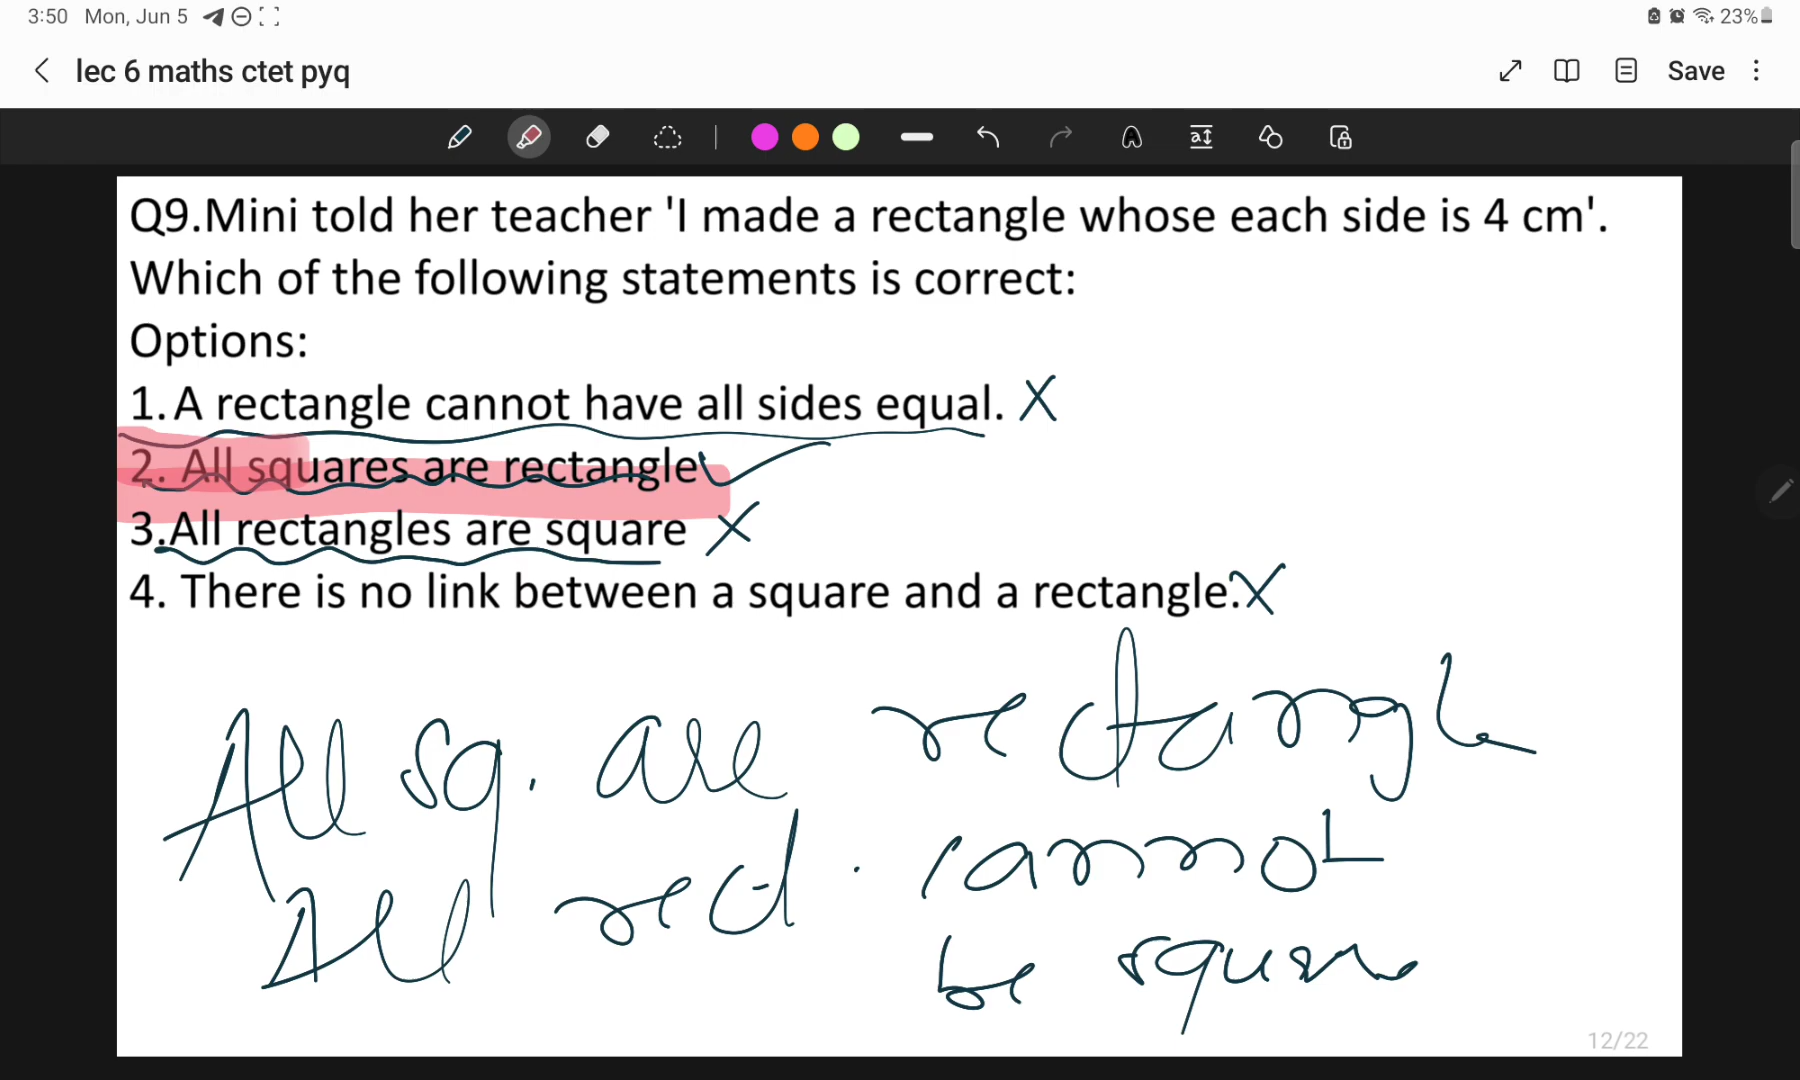 3:50 Mon, Jun 5
23%
lec 6 maths ctet pyq
Save
Q9.Mini told her teacher 'I made a rectangle whose each side is 4 cm'.
Which of the following statements is correct:
Options:
1. A rectangle cannot have all sides equal. X
2. All squares are rectangle
3.All rectangles are square X
4. There is no link between a square and a rectangle. X
All sq. are rectangle
All rect. cannot
be square
12/22